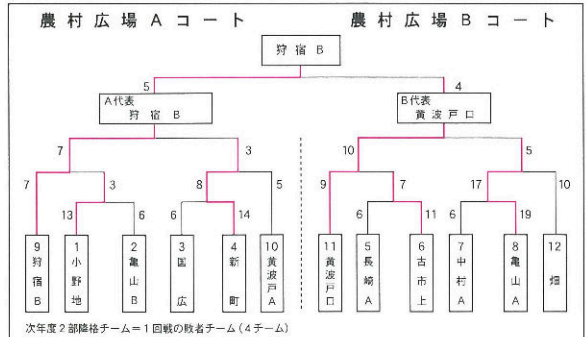 農村広場Aコート 農村広場Bコート
狩宿B
5 4
A代表 狩宿B
B代表 黄波戸口
7 3 10 5
7 3 8 5 9 7 17 10
13 6 6 14 6 11 6 19
9 狩宿B
1 小野地
2 亀山B
3 国広
4 新町
10 黄波戸A
11 黄波戸口
5 長崎A
6 古市上
7 中村A
8 亀山A
12 畑
次年度2部降格チーム=1回戦の敗者チーム(4チーム)